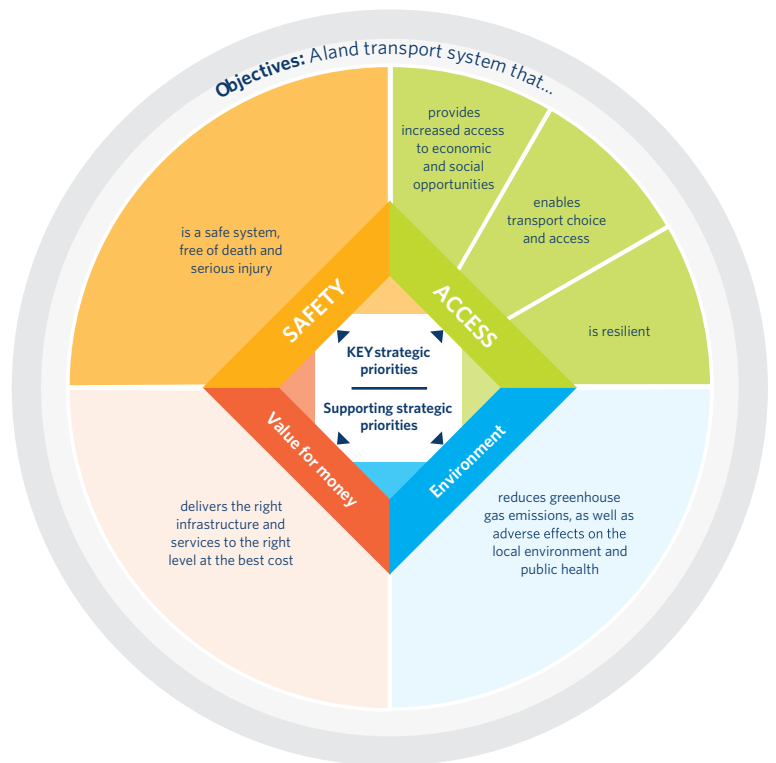 Objectives: A land transport system that...
provides
increased access
to economic
and social
opportunities
enables
transport choice
and access
is a safe system,
free of death and
serious injury
is resilient
SAFETY
ACCESS
KEY strategic
priorities
Supporting strategic
priorities
Value for money
Environment
delivers the right
infrastructure and
services to the right
level at the best cost
reduces greenhouse
gas emissions, as well as
adverse effects on the
local environment and
public health